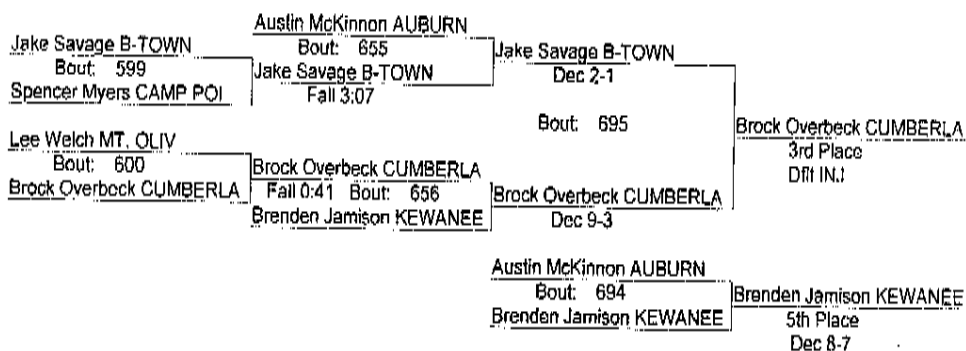 Austin McKinnon AUBURN
Jake Savage B-TOWN
Bout: 655
Jake Savage B-TOWN
Bout: 599
Jake Savage B-TOWN
Dec 2-1
Spencer Myers CAMP POI
Fall 3:07
Bout: 695
Brock Overbeck CUMBERLA
Lee Welch MT. OLIV
3rd Place
Bout: 600
Brock Overbeck CUMBERLA
Dflt INJ
Brock Overbeck CUMBERLA
Fall 0:41 Bout: 656
Brock Overbeck CUMBERLA
Brenden Jamison KEWANEE
Dec 9-3
Austin McKinnon AUBURN
Bout: 694
Brenden Jamison KEWANEE
Brenden Jamison KEWANEE
5th Place
Dec 8-7